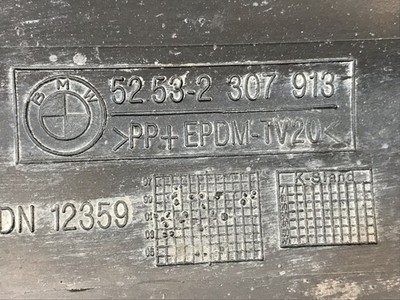 BMW
52 53-2 307 913
>PP+EPDM-TV20<
K-Stand
DN 12359